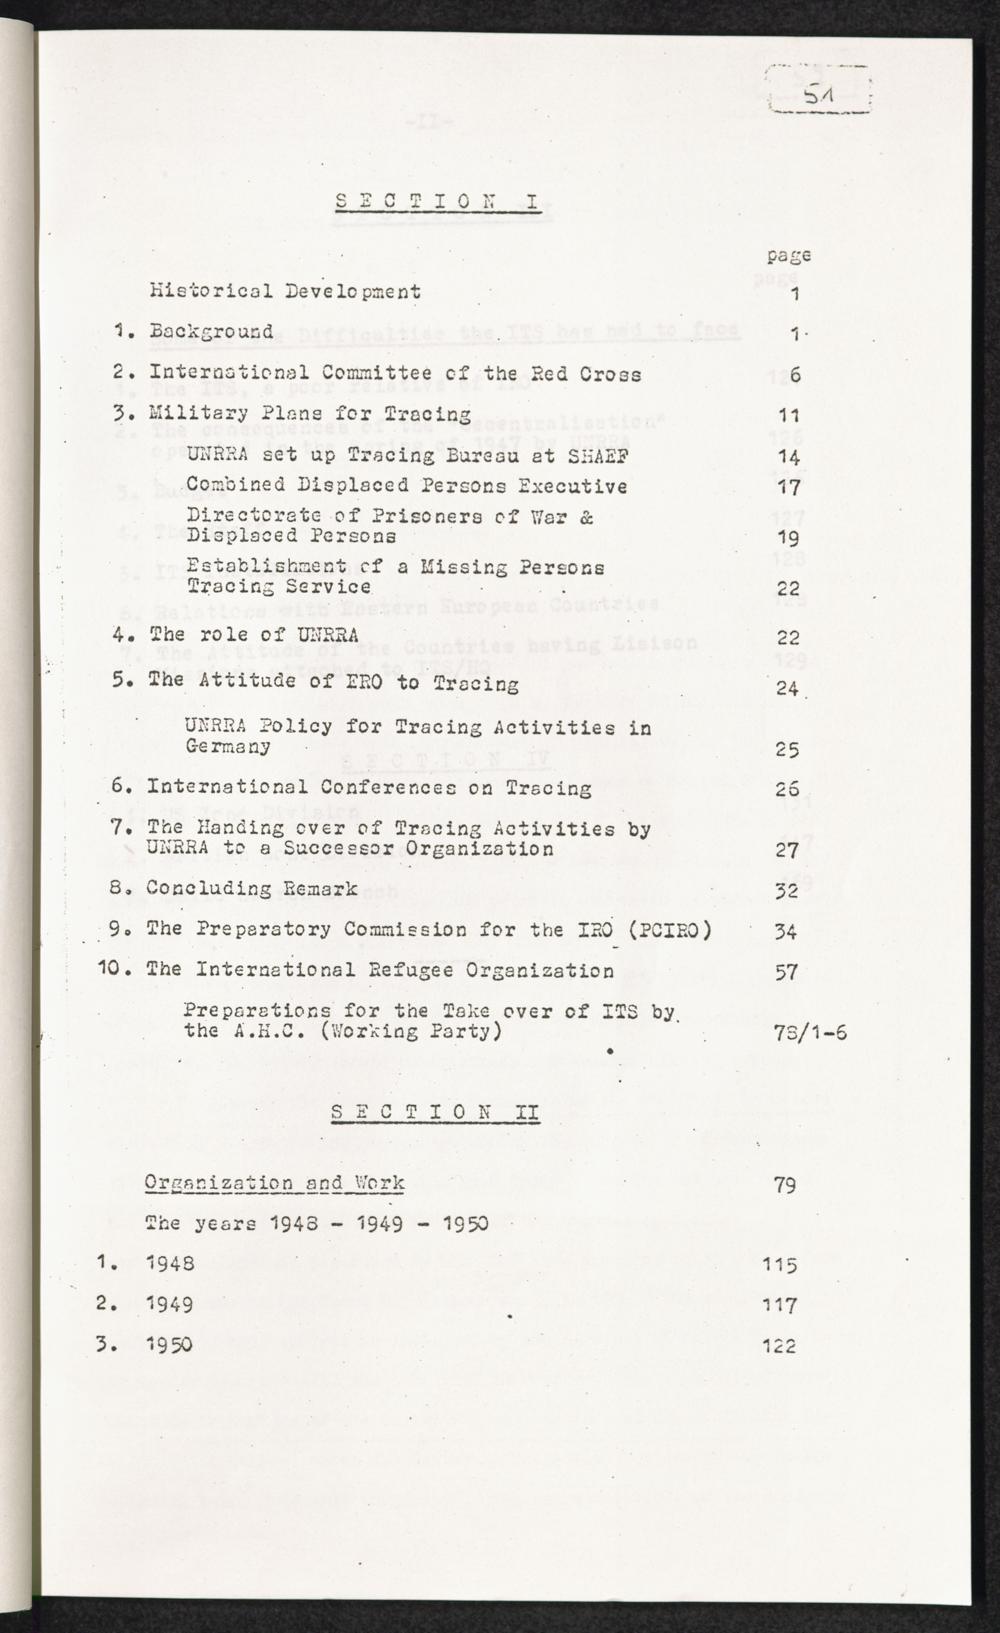 51
SECTION I
page
Historical Development 1
1. Background 1
2. International Committee of the Red Cross 6
3. Military Plans for Tracing 11
UNRRA set up Tracing Bureau at SHAEF 14
Combined Displaced Persons Executive 17
Directorate of Prisoners of War &
Displaced Persons 19
Establishment of a Missing Persons
Tracing Service 22
4. The role of UNRRA 22
5. The Attitude of ERO to Tracing 24
UNRRA Policy for Tracing Activities in
Germany 25
6. International Conferences on Tracing 26
7. The Handing over of Tracing Activities by
UNRRA to a Successor Organization 27
8. Concluding Remark 32
9. The Preparatory Commission for the IRO (PCIRO) 34
10. The International Refugee Organization 57
Preparations for the Take over of ITS by
the A.H.C. (Working Party) 78/1-6
SECTION II
Organization and Work 79
The years 1948 - 1949 - 1950
1. 1948 115
2. 1949 117
3. 1950 122